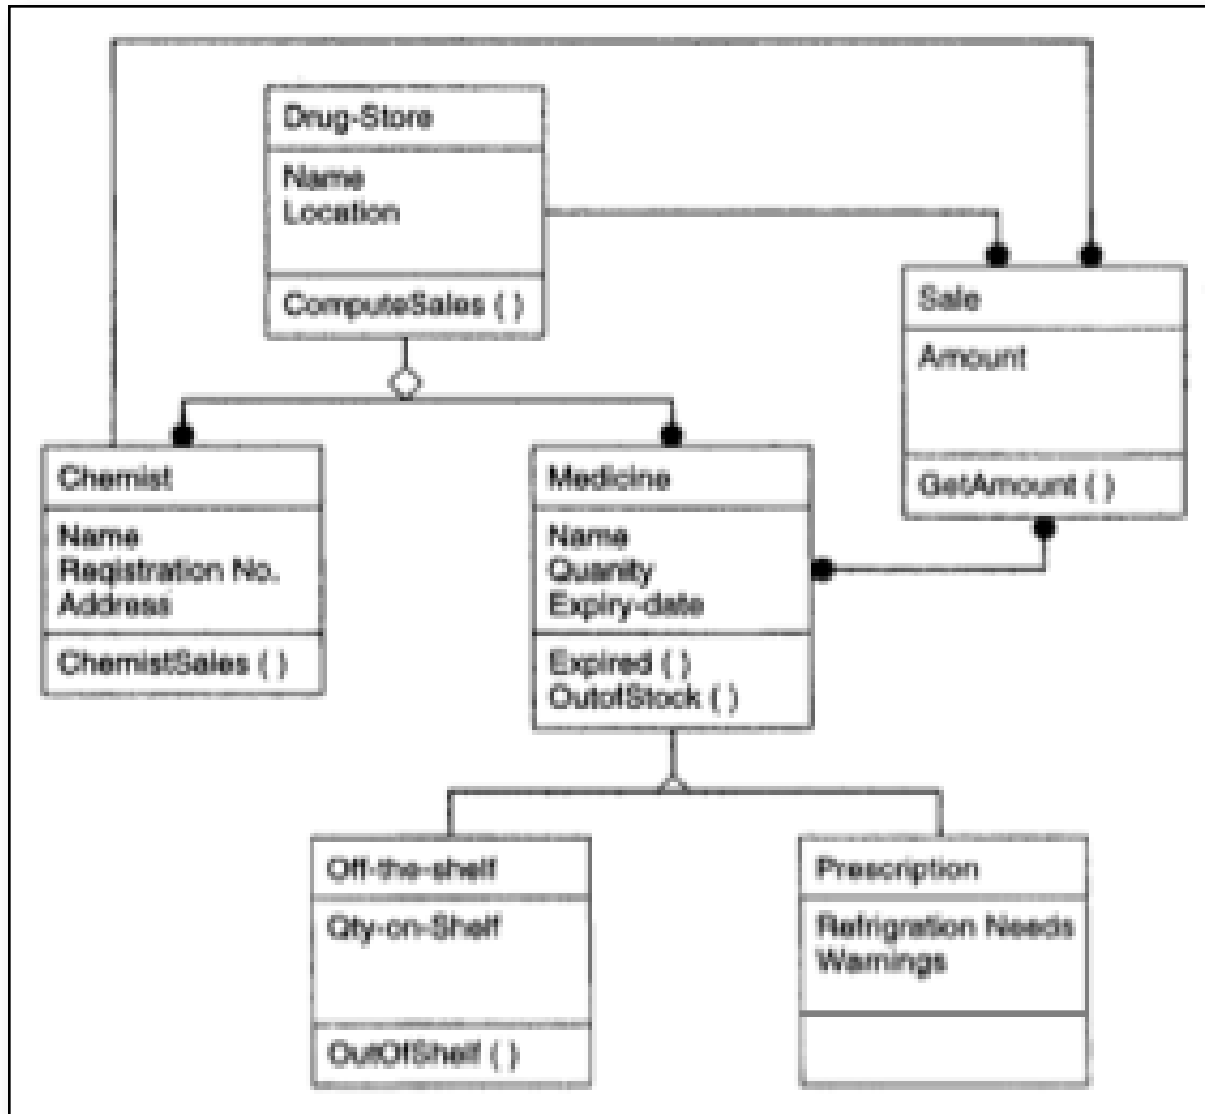 Drug-Store
Name
Location
ComputeSales ( )
Sale
Amount
GetAmount ( )
Chemist
Name
Registration No.
Address
ChemistSales ( )
Medicine
Name
Quanity
Expiry-date
Expired ( )
OutofStock ( )
Off-the-shelf
Qty-on-Shelf
OutOfShelf ( )
Prescription
Refrigration Needs
Warnings